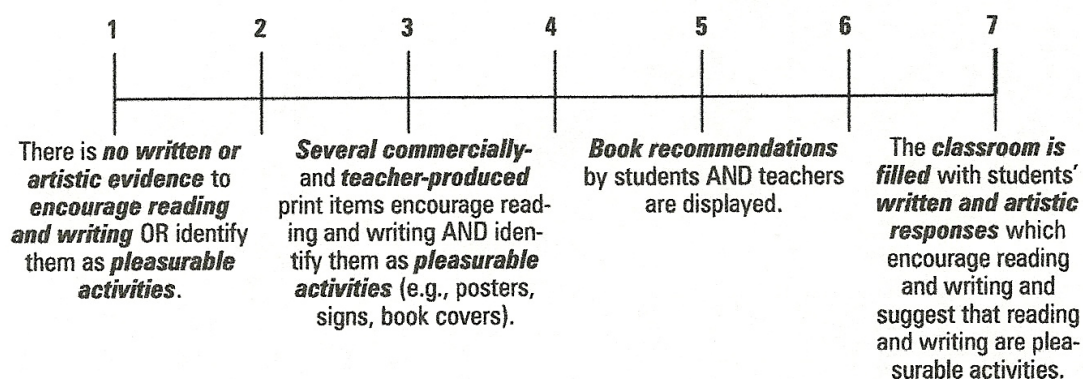 1 2 3 4 5 6 7
There is no written or
artistic evidence to
encourage reading
and writing OR identify
them as pleasurable
activities.
Several commercially-
and teacher-produced
print items encourage read-
ing and writing AND iden-
tify them as pleasurable
activities (e.g., posters,
signs, book covers).
Book recommendations
by students AND teachers
are displayed.
The classroom is
filled with students'
written and artistic
responses which
encourage reading
and writing and
suggest that reading
and writing are plea-
surable activities.